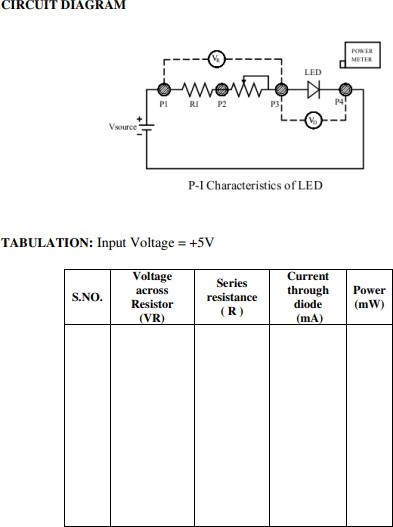 CIRCUIT DIAGRAM
POWER
METER
VR
LED
P1 R1 P2 P3 P4
VD
+
Vsource
-
P-I Characteristics of LED
TABULATION: Input Voltage = +5V
S.NO.
Voltage
across
Resistor
(VR)
Series
resistance
( R )
Current
through
diode
(mA)
Power
(mW)